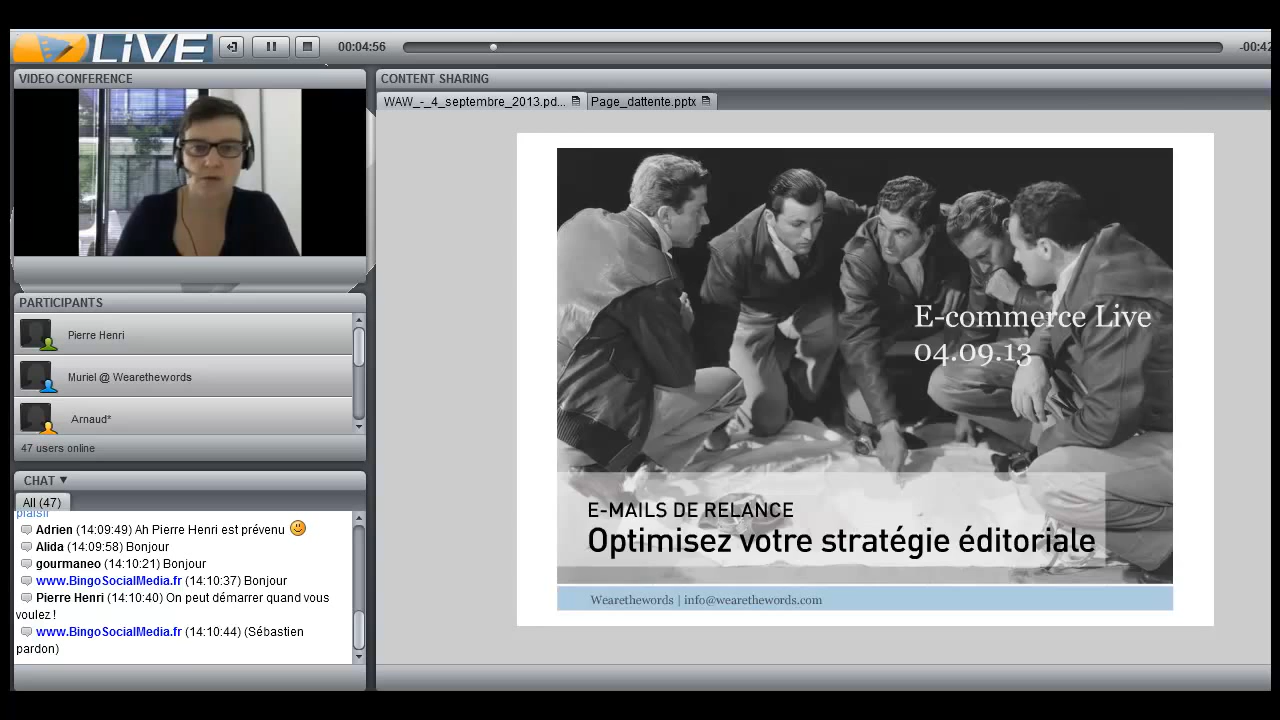 LiVE
00:04:56
-00:42
VIDEO CONFERENCE
CONTENT SHARING
WAW_-_4_septembre_2013.pd...
Page_dattente.pptx
PARTICIPANTS
Pierre Henri
Muriel @ Wearethewords
Arnaud*
47 users online
CHAT
All (47)
plaisir
Adrien (14:09:49) Ah Pierre Henri est prévenu
Alida (14:09:58) Bonjour
gourmaneo (14:10:21) Bonjour
www.BingoSocialMedia.fr (14:10:37) Bonjour
Pierre Henri (14:10:40) On peut démarrer quand vous
voulez !
www.BingoSocialMedia.fr (14:10:44) (Sébastien
pardon)
E-commerce Live
04.09.13
E-MAILS DE RELANCE
Optimisez votre stratégie éditoriale
Wearethewords | info@wearethewords.com